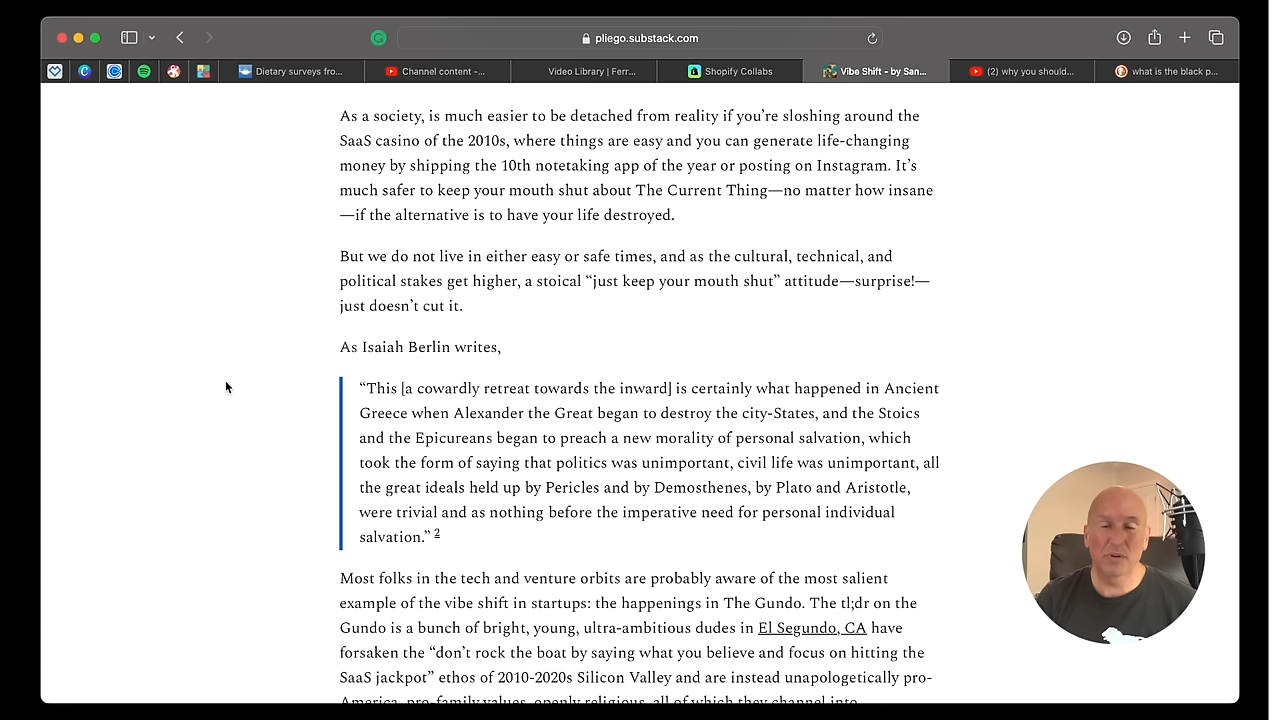 pliego.substack.com
Dietary surveys fro...
Channel content -...
Video Library | Ferr...
Shopify Collabs
Vibe Shift - by San...
(2) why you should...
what is the black p...
As a society, is much easier to be detached from reality if you’re sloshing around the
SaaS casino of the 2010s, where things are easy and you can generate life-changing
money by shipping the 10th notetaking app of the year or posting on Instagram. It’s
much safer to keep your mouth shut about The Current Thing—no matter how insane
—if the alternative is to have your life destroyed.
But we do not live in either easy or safe times, and as the cultural, technical, and
political stakes get higher, a stoical “just keep your mouth shut” attitude—surprise!—
just doesn’t cut it.
As Isaiah Berlin writes,
“This [a cowardly retreat towards the inward] is certainly what happened in Ancient
Greece when Alexander the Great began to destroy the city-States, and the Stoics
and the Epicureans began to preach a new morality of personal salvation, which
took the form of saying that politics was unimportant, civil life was unimportant, all
the great ideals held up by Pericles and by Demosthenes, by Plato and Aristotle,
were trivial and as nothing before the imperative need for personal individual
salvation.” 2
Most folks in the tech and venture orbits are probably aware of the most salient
example of the vibe shift in startups: the happenings in The Gundo. The tl;dr on the
Gundo is a bunch of bright, young, ultra-ambitious dudes in El Segundo, CA have
forsaken the “don’t rock the boat by saying what you believe and focus on hitting the
SaaS jackpot” ethos of 2010-2020s Silicon Valley and are instead unapologetically pro-
America, pro-family values, openly religious, all of which they channel into